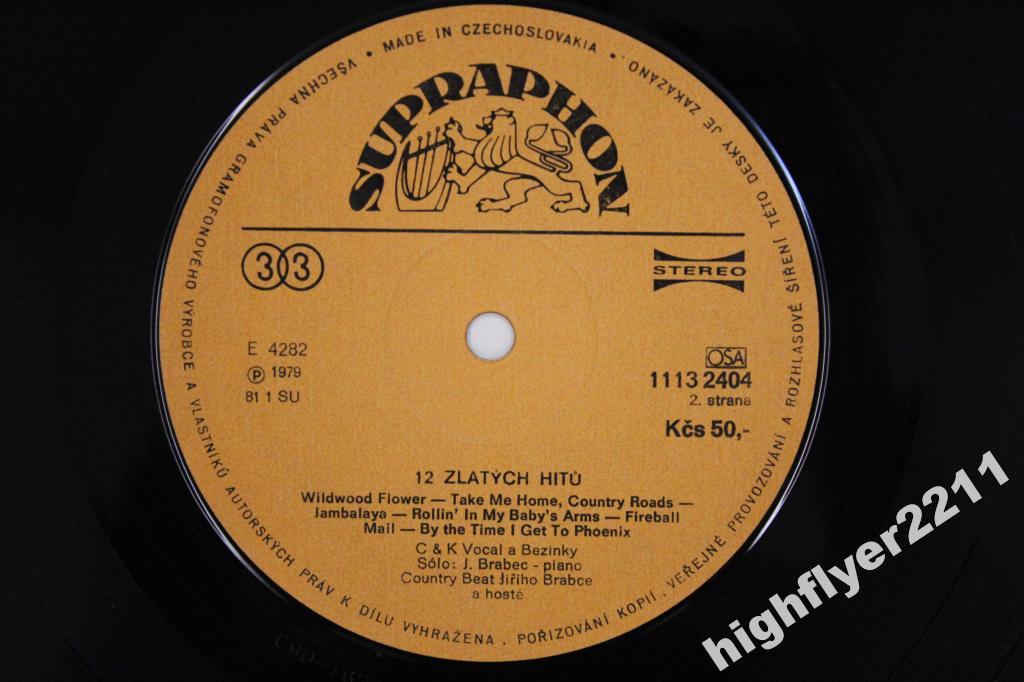 • MADE IN CZECHOSLOVAKIA •
VŠECHNA PRÁVA GRAMOFONOVÉHO VÝROBCE A VLASTNÍKŮ AUTORSKÝCH PRÁV K DÍLU VYHRAŽENA. POŘIZOVÁNÍ KOPIÍ, VEŘEJNÉ PROVOZOVÁNÍ A ROZHLASOVÉ ŠÍŘENÍ TÉTO DESKY JE ZAKÁZÁNO
SUPRAPHON
33
STEREO
E 4282
Ⓟ 1979
81 1 SU
OSA
1113 2404
2. strana
Kčs 50,-
12 ZLATÝCH HITŮ
Wildwood Flower — Take Me Home, Country Roads —
Jambalaya — Rollin' In My Baby's Arms — Fireball
Mail — By the Time I Get To Phoenix
C & K Vocal a Bezinky
Sólo: J. Brabec - piano
Country Beat Jiřího Brabce
a hosté
highflyer2211